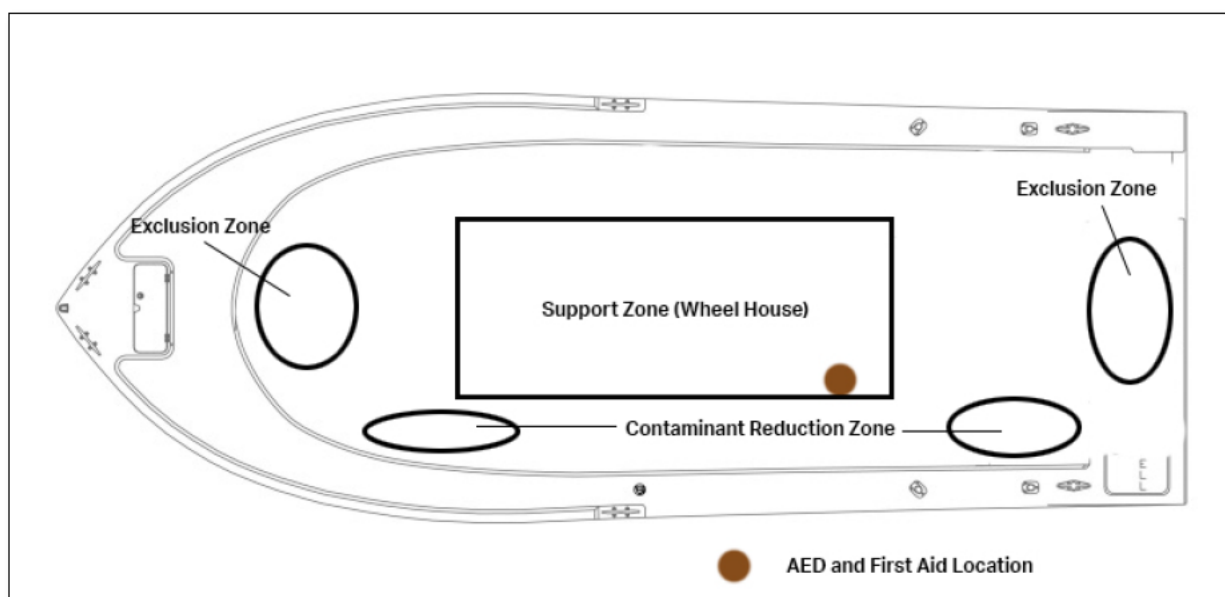 Exclusion Zone
Exclusion Zone
Support Zone (Wheel House)
Contaminant Reduction Zone
AED and First Aid Location